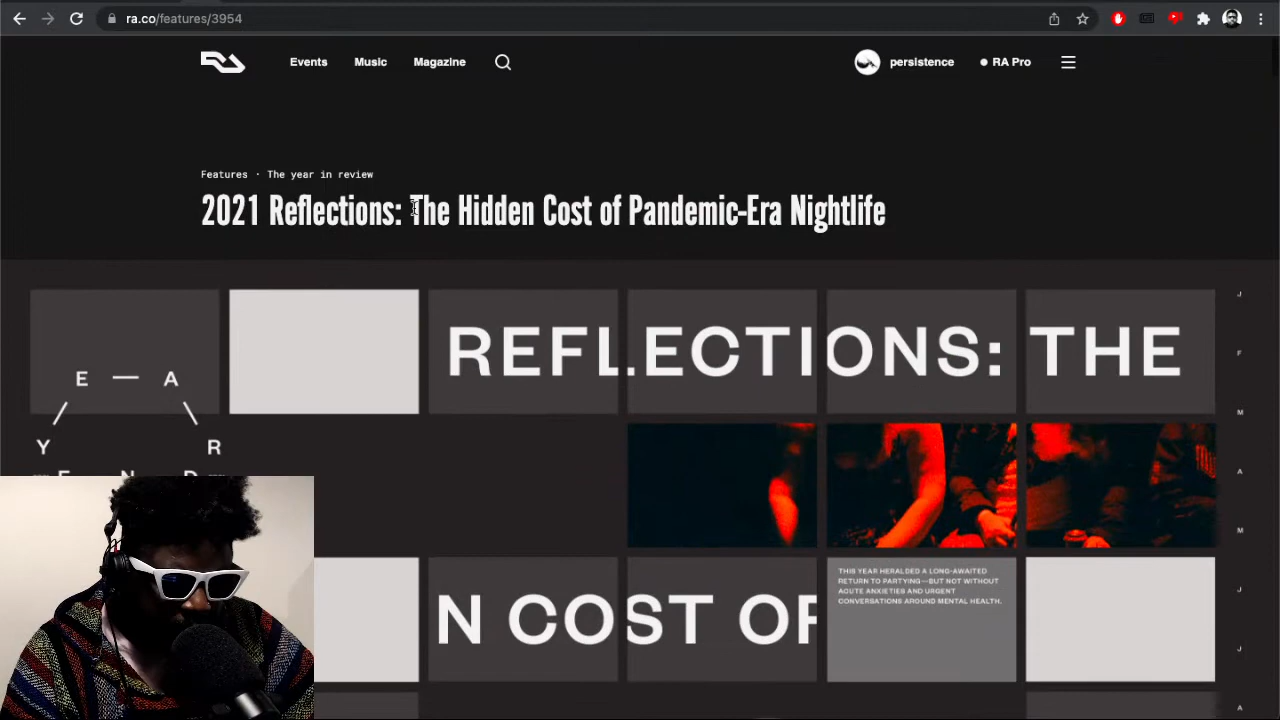 ra.co/features/3954
Events Music Magazine persistence RA Pro
Features · The year in review
2021 Reflections: The Hidden Cost of Pandemic-Era Nightlife
REFLECTIONS: THE
E — A
Y R
N COST OF
THIS YEAR HERALDED A LONG-AWAITED
RETURN TO PARTYING—BUT NOT WITHOUT
ACUTE ANXIETIES AND URGENT
CONVERSATIONS AROUND MENTAL HEALTH.
J
F
M
A
M
J
J
A